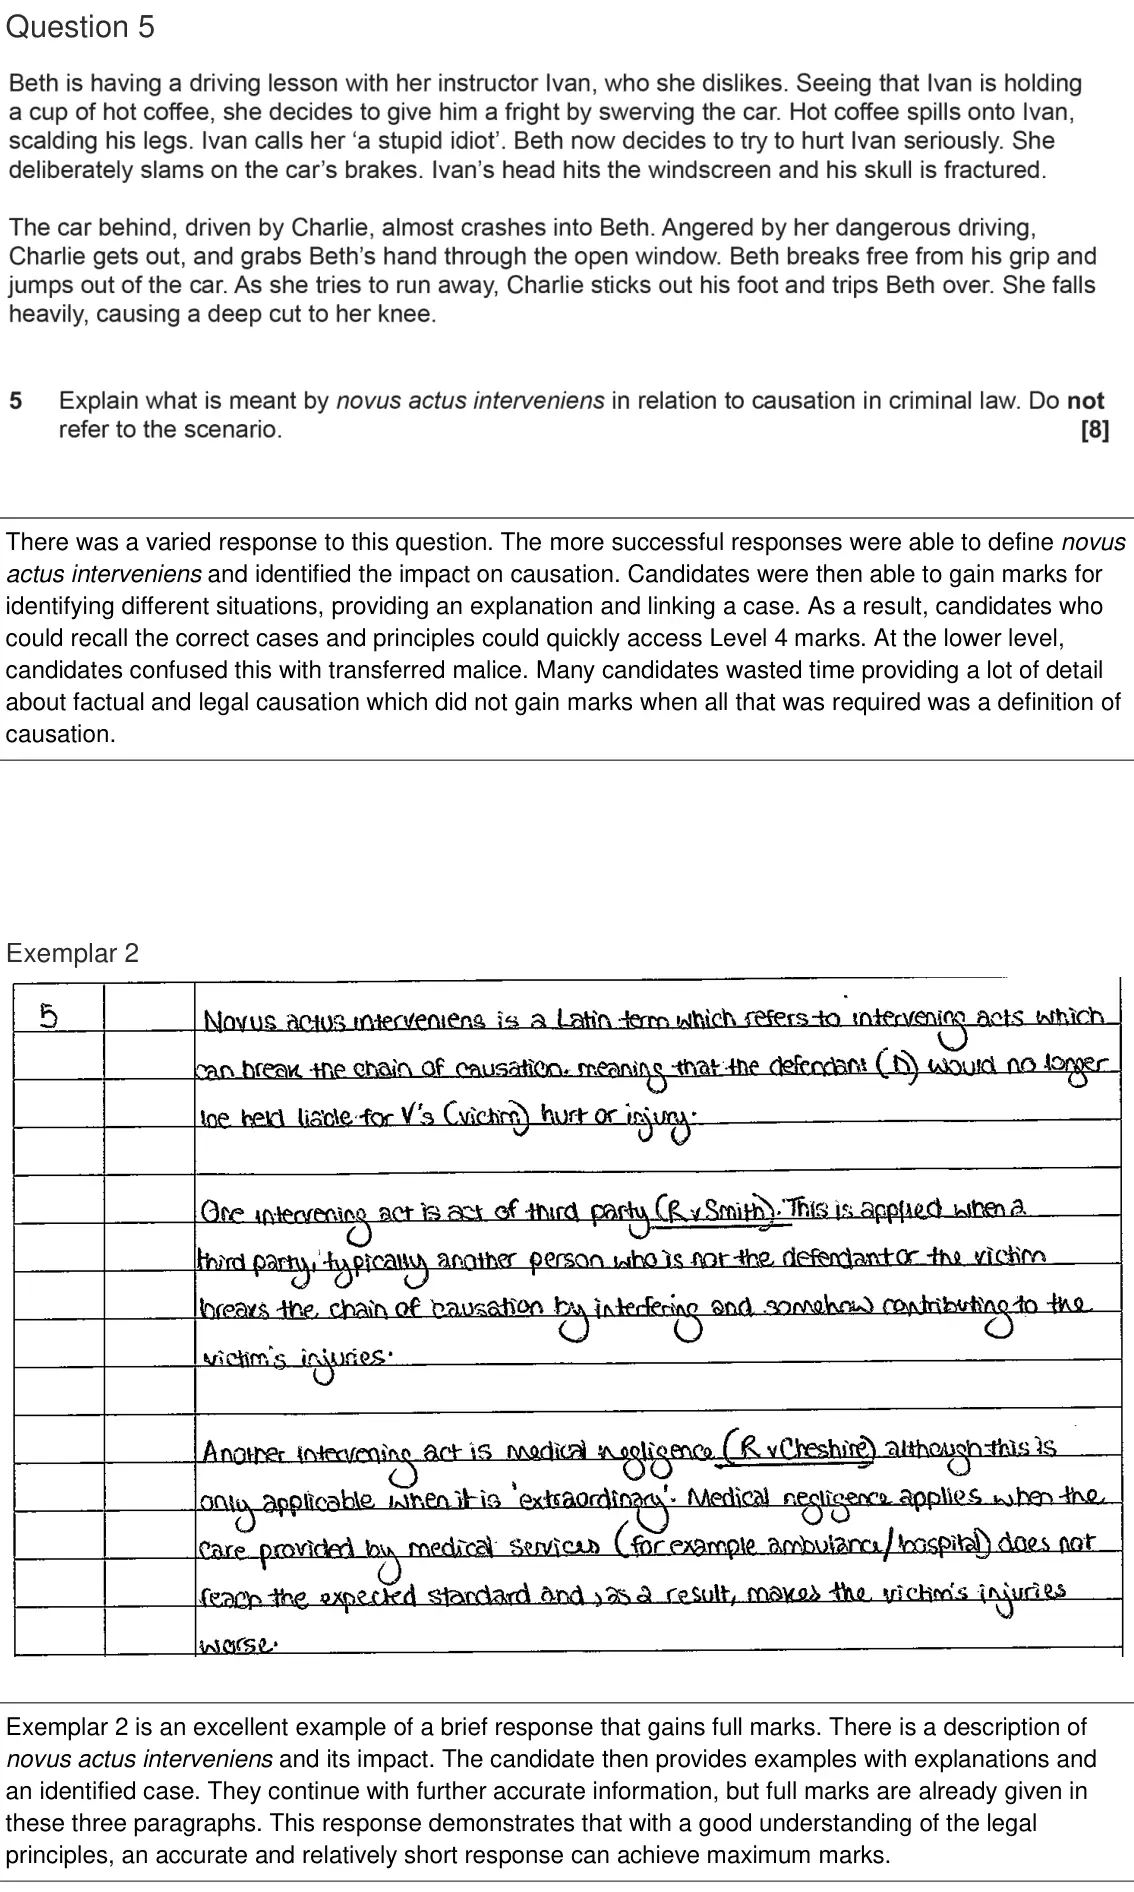 Question 5
Beth is having a driving lesson with her instructor Ivan, who she dislikes. Seeing that Ivan is holding
a cup of hot coffee, she decides to give him a fright by swerving the car. Hot coffee spills onto Ivan,
scalding his legs. Ivan calls her ‘a stupid idiot’. Beth now decides to try to hurt Ivan seriously. She
deliberately slams on the car’s brakes. Ivan’s head hits the windscreen and his skull is fractured.
The car behind, driven by Charlie, almost crashes into Beth. Angered by her dangerous driving,
Charlie gets out, and grabs Beth’s hand through the open window. Beth breaks free from his grip and
jumps out of the car. As she tries to run away, Charlie sticks out his foot and trips Beth over. She falls
heavily, causing a deep cut to her knee.
5 Explain what is meant by novus actus interveniens in relation to causation in criminal law. Do not
refer to the scenario. [8]
There was a varied response to this question. The more successful responses were able to define novus
actus interveniens and identified the impact on causation. Candidates were then able to gain marks for
identifying different situations, providing an explanation and linking a case. As a result, candidates who
could recall the correct cases and principles could quickly access Level 4 marks. At the lower level,
candidates confused this with transferred malice. Many candidates wasted time providing a lot of detail
about factual and legal causation which did not gain marks when all that was required was a definition of
causation.
Exemplar 2
5 Novus actus interveniens is a Latin term which refers to intervening acts which
can break the chain of causation. meaning that the defendant (D) would no longer
be held liable for V's (victim) hurt or injury.
One intervening act is act of third party (R v Smith). This is applied when a
third party, typically another person who is not the defendant or the victim
breaks the chain of causation by interfering and somehow contributing to the
victim's injuries.
Another intervening act is medical negligence (R v Cheshire) although this is
only applicable when it is 'extraordinary'. Medical negligence applies when the
care provided by medical services (for example ambulance/hospital) does not
reach the expected standard and, as a result, makes the victim's injuries
worse.
Exemplar 2 is an excellent example of a brief response that gains full marks. There is a description of
novus actus interveniens and its impact. The candidate then provides examples with explanations and
an identified case. They continue with further accurate information, but full marks are already given in
these three paragraphs. This response demonstrates that with a good understanding of the legal
principles, an accurate and relatively short response can achieve maximum marks.